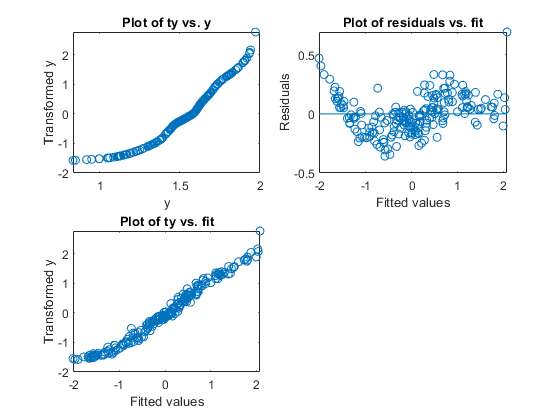 Plot of ty vs. y
Transformed y
2
1
0
-1
-2
1
1.5
2
y
Plot of residuals vs. fit
Residuals
0.5
0
-0.5
-2
-1
0
1
2
Fitted values
Plot of ty vs. fit
Transformed y
2
1
0
-1
-2
-2
-1
0
1
2
Fitted values